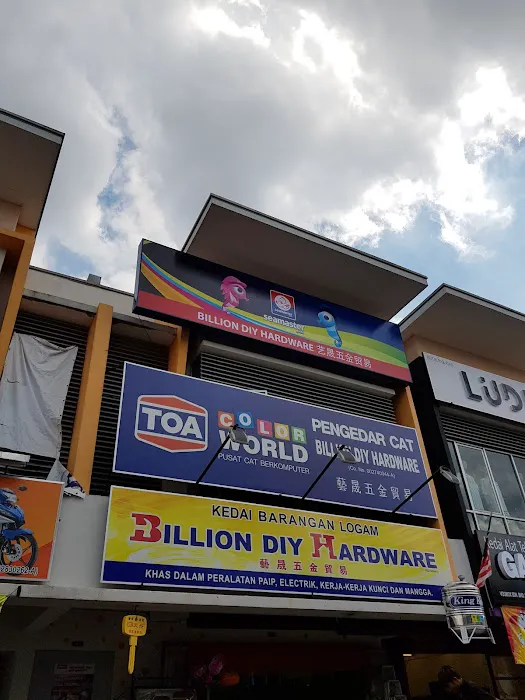 seamaster
BILLION DIY HARDWARE 艺晟五金贸易
TOA
COLOR
WORLD
PUSAT CAT BERKOMPUTER
PENGEDAR CAT
BILLION DIY HARDWARE
藝晟五金貿易
KEDAI BARANGAN LOGAM
BILLION DIY HARDWARE
藝晟五金貿易
KHAS DALAM PERALATAN PAIP, ELECTRIK, KERJA-KERJA KUNCI DAN MANGGA.